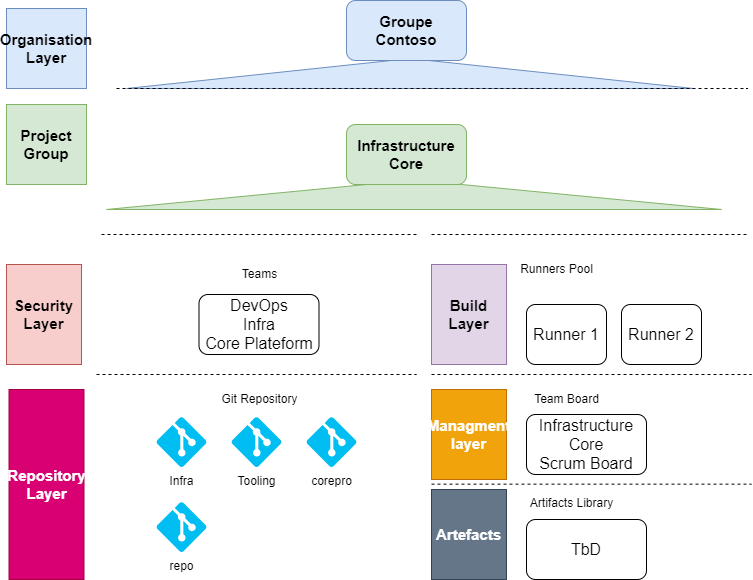 Organisation
Layer
Groupe
Contoso
Project
Group
Infrastructure
Core
Security
Layer
Teams
DevOps
Infra
Core Plateform
Build
Layer
Runners Pool
Runner 1
Runner 2
Repository
Layer
Git Repository
Infra
Tooling
corepro
repo
Managment
layer
Team Board
Infrastructure
Core
Scrum Board
Artefacts
Artifacts Library
TbD